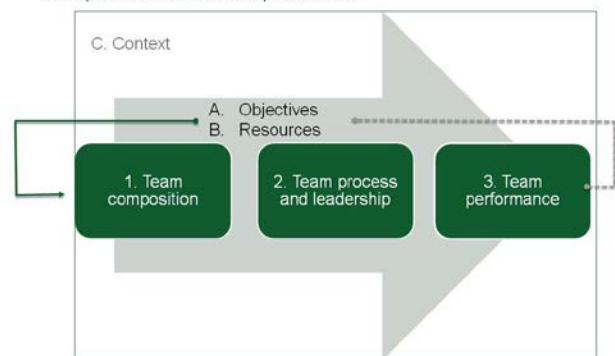 C. Context
A. Objectives
B. Resources
1. Team
composition
2. Team process
and leadership
3. Team
performance